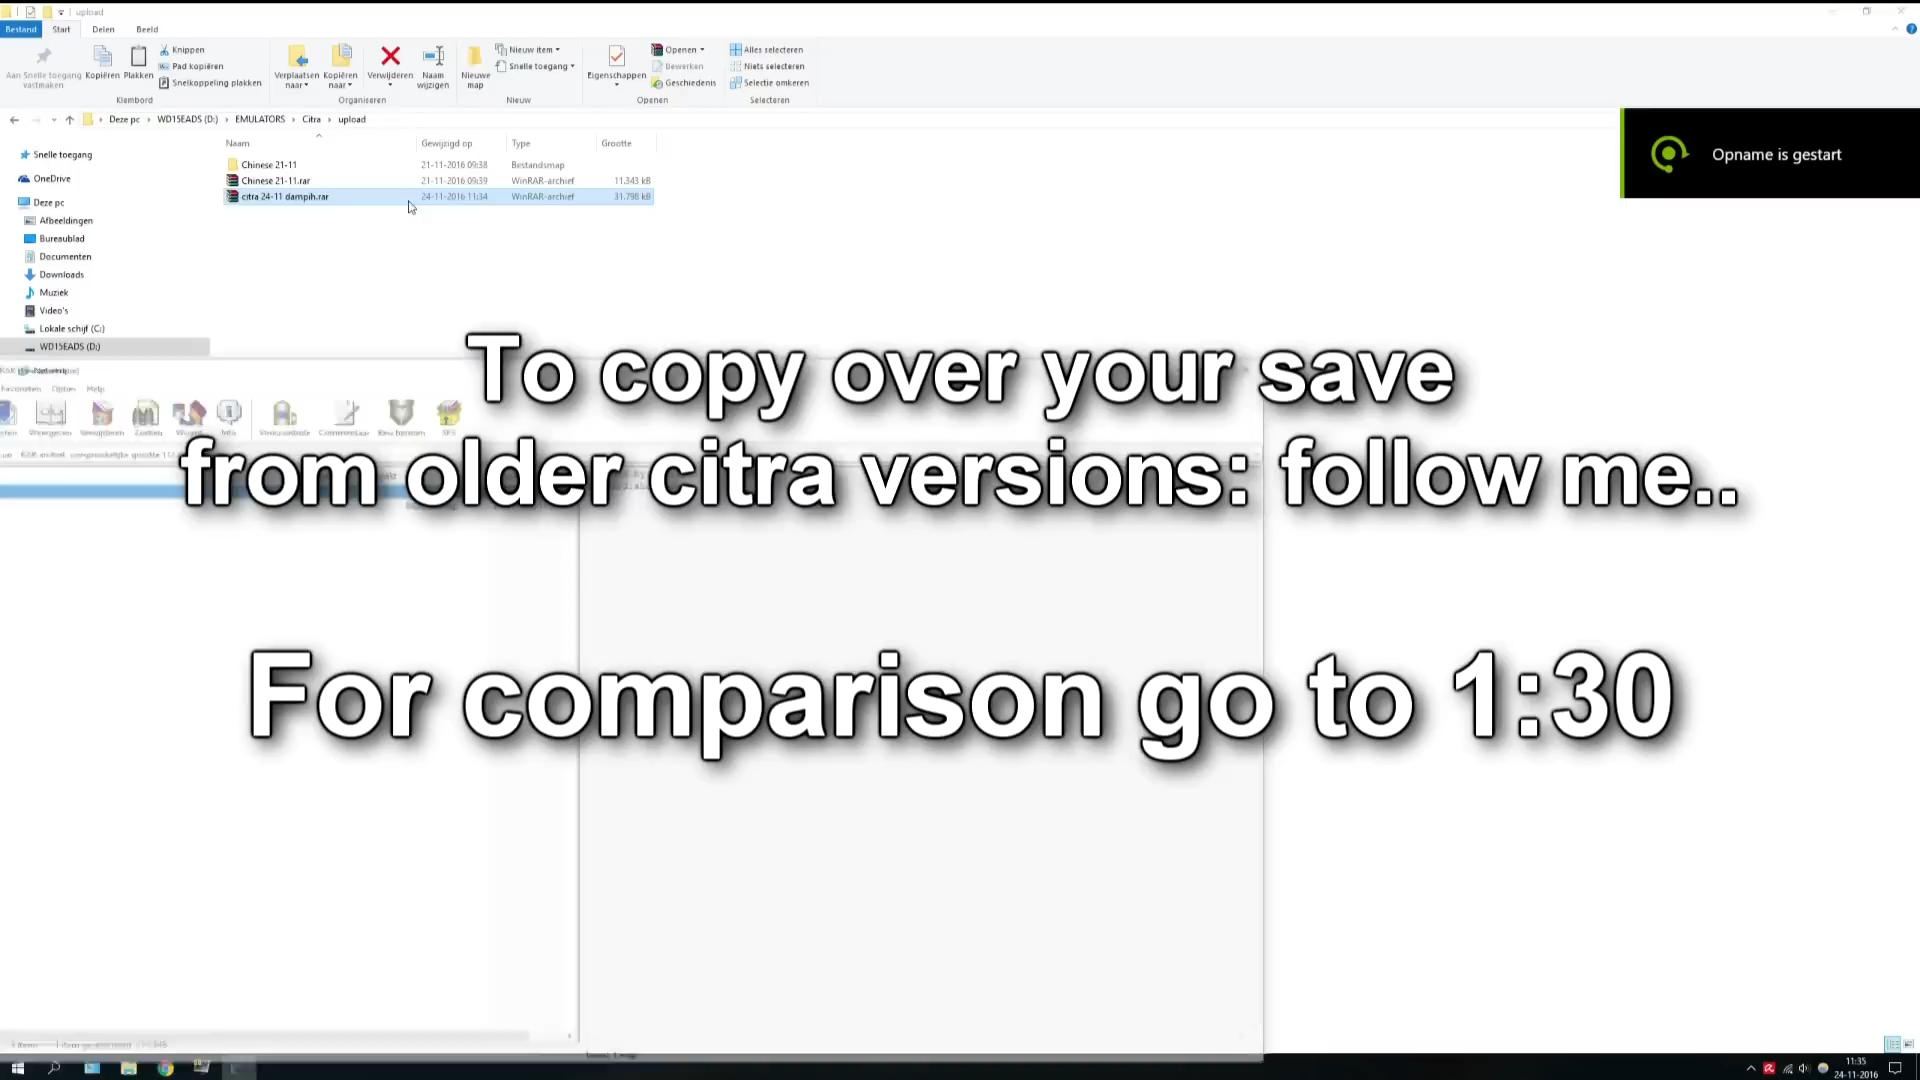 upload
Bestand Start Delen Beeld
Aan Snelle toegang vastmaken
Kopiëren
Plakken
Knippen
Pad kopiëren
Snelkoppeling plakken
Klembord
Verplaatsen naar
Kopiëren naar
Verwijderen
Naam wijzigen
Organiseren
Nieuwe map
Nieuw item
Snelle toegang
Nieuw
Eigenschappen
Openen
Bewerken
Geschiedenis
Openen
Alles selecteren
Niets selecteren
Selectie omkeren
Selecteren
Deze pc › WD15EADS (D:) › EMULATORS › Citra › upload
Naam Gewijzigd op Type Grootte
Chinese 21-11 21-11-2016 09:38 Bestandsmap
Chinese 21-11.rar 21-11-2016 09:39 WinRAR-archief 11.343 kB
citra 24-11 dampih.rar 24-11-2016 11:34 WinRAR-archief 31.798 kB
Snelle toegang
OneDrive
Deze pc
Afbeeldingen
Bureaublad
Documenten
Downloads
Muziek
Video's
Lokale schijf (C:)
WD15EADS (D:)
Opname is gestart
To copy over your save
from older citra versions: follow me..
For comparison go to 1:30
11:35
24-11-2016